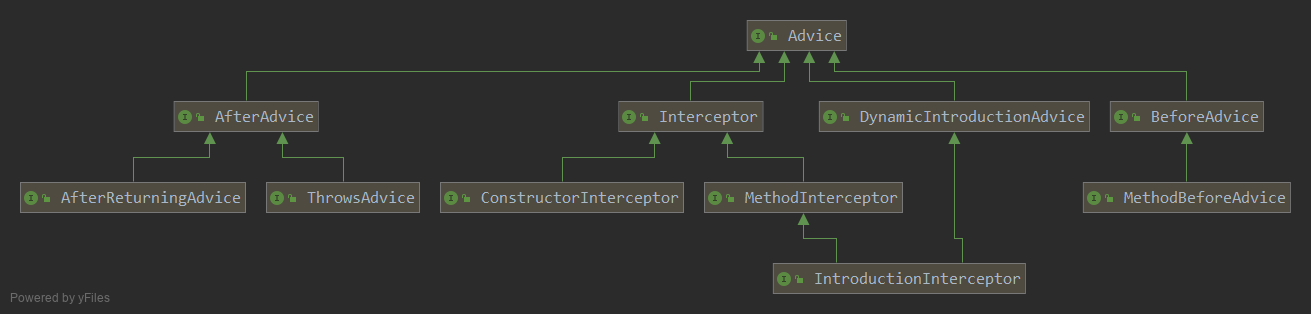 Advice
AfterAdvice
Interceptor
DynamicIntroductionAdvice
BeforeAdvice
AfterReturningAdvice
ThrowsAdvice
ConstructorInterceptor
MethodInterceptor
MethodBeforeAdvice
IntroductionInterceptor
Powered by yFiles